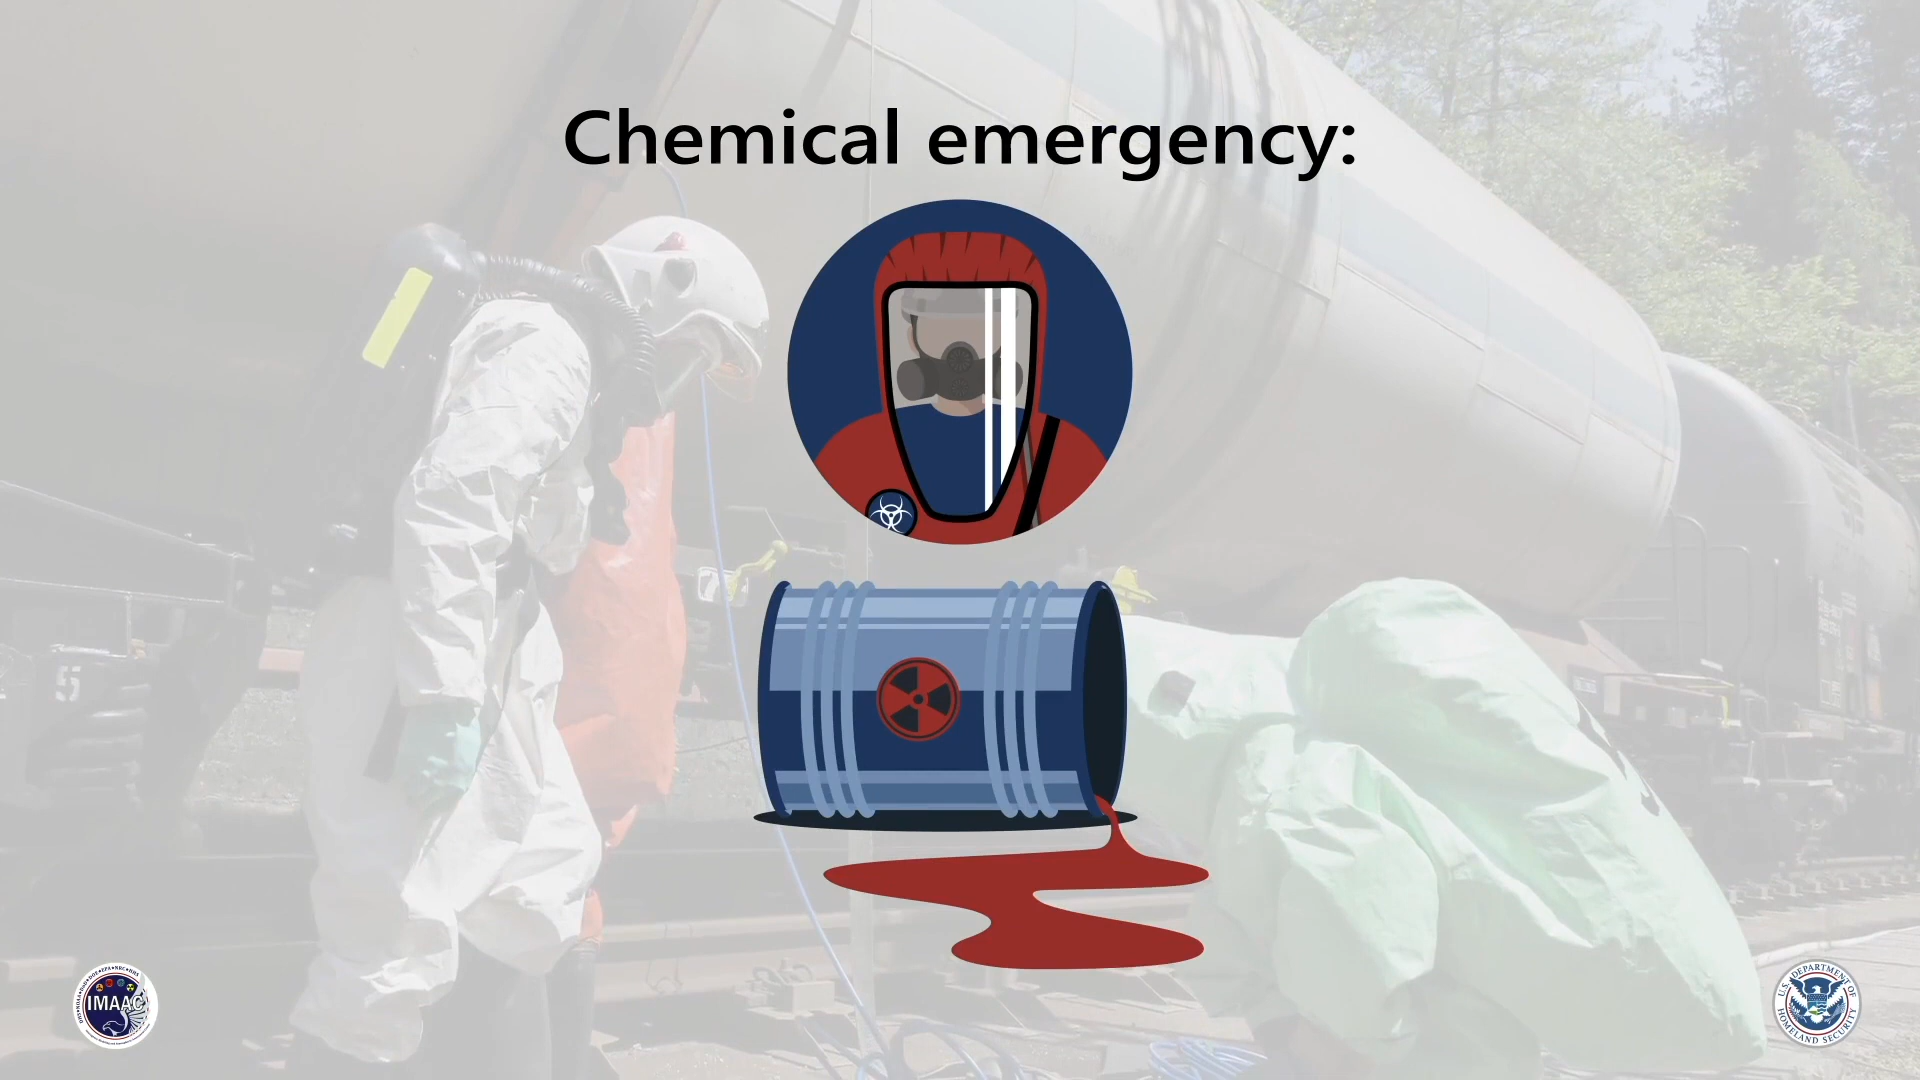 Chemical emergency:
IMAAC
U.S. DEPARTMENT OF
HOMELAND SECURITY